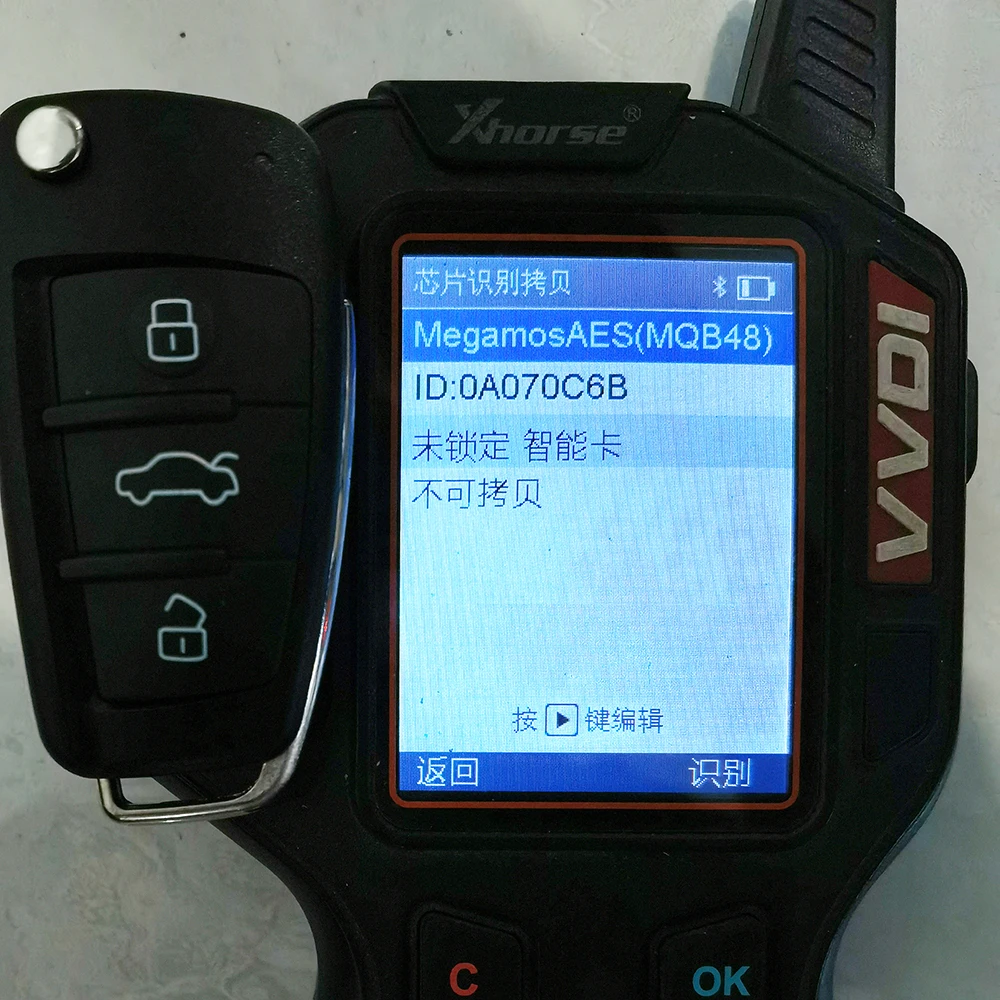 Xhorse®
芯片识别拷贝
MegamosAES(MQB48)
ID:0A070C6B
未锁定 智能卡
不可拷贝
按 ▶ 键编辑
返回 识别
VVDI
C OK